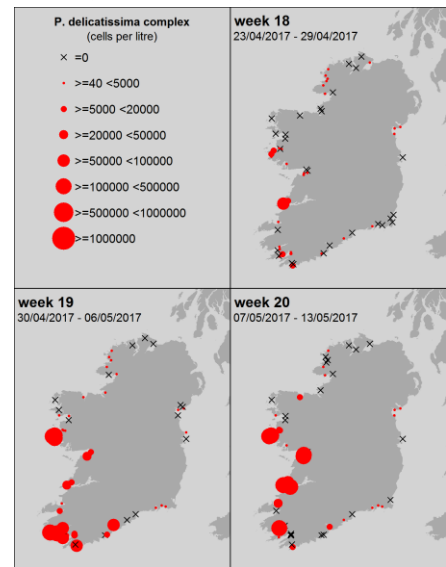 P. delicatissima complex
(cells per litre)
× =0
>=40 <5000
>=5000 <20000
>=20000 <50000
>=50000 <100000
>=100000 <500000
>=500000 <1000000
>=1000000
week 18
23/04/2017 - 29/04/2017
week 19
30/04/2017 - 06/05/2017
week 20
07/05/2017 - 13/05/2017